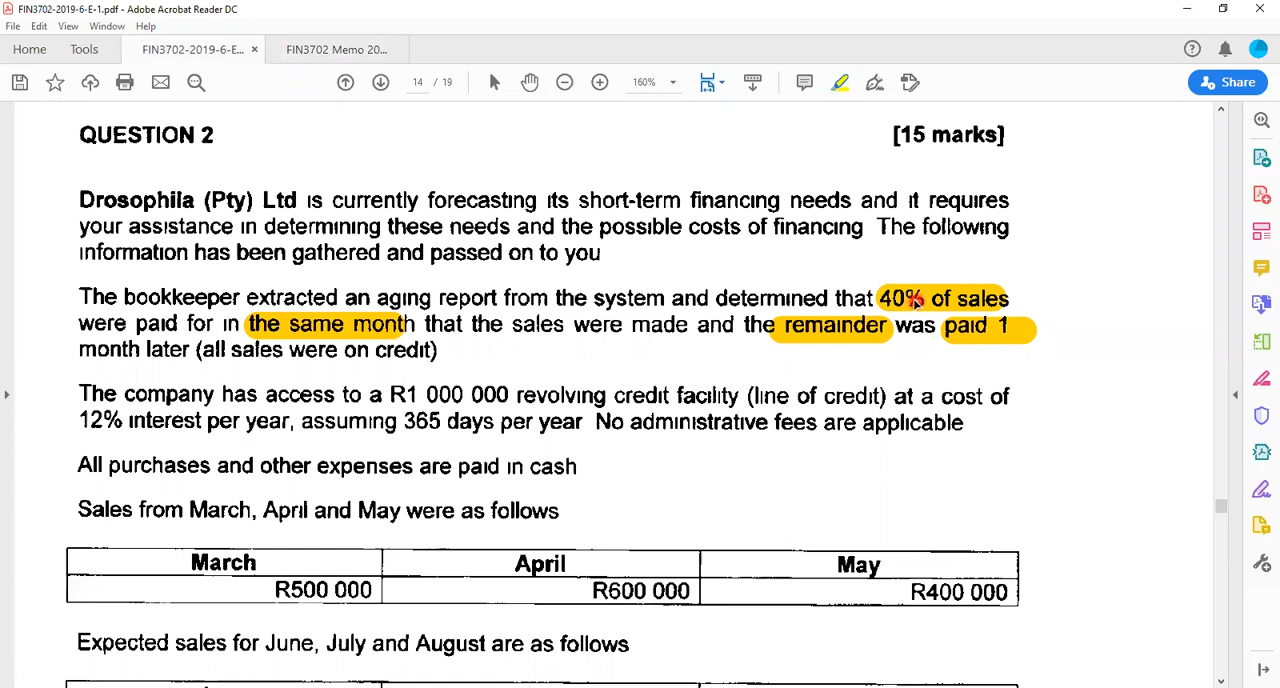 FIN3702-2019-6-E-1.pdf - Adobe Acrobat Reader DC
File Edit View Window Help
Home Tools FIN3702-2019-6-E... × FIN3702 Memo 20...
14 / 19 160% Share
QUESTION 2 [15 marks]
Drosophila (Pty) Ltd is currently forecasting its short-term financing needs and it requires
your assistance in determining these needs and the possible costs of financing The following
information has been gathered and passed on to you
The bookkeeper extracted an aging report from the system and determined that 40% of sales
were paid for in the same month that the sales were made and the remainder was paid 1
month later (all sales were on credit)
The company has access to a R1 000 000 revolving credit facility (line of credit) at a cost of
12% interest per year, assuming 365 days per year No administrative fees are applicable
All purchases and other expenses are paid in cash
Sales from March, April and May were as follows
March April May
R500 000 R600 000 R400 000
Expected sales for June, July and August are as follows